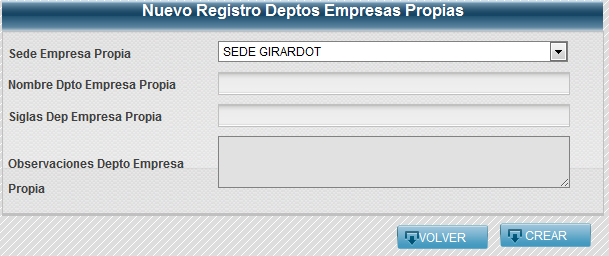 Nuevo Registro Deptos Empresas Propias
Sede Empresa Propia
SEDE GIRARDOT
Nombre Dpto Empresa Propia
Siglas Dep Empresa Propia
Observaciones Depto Empresa
Propia
VOLVER
CREAR